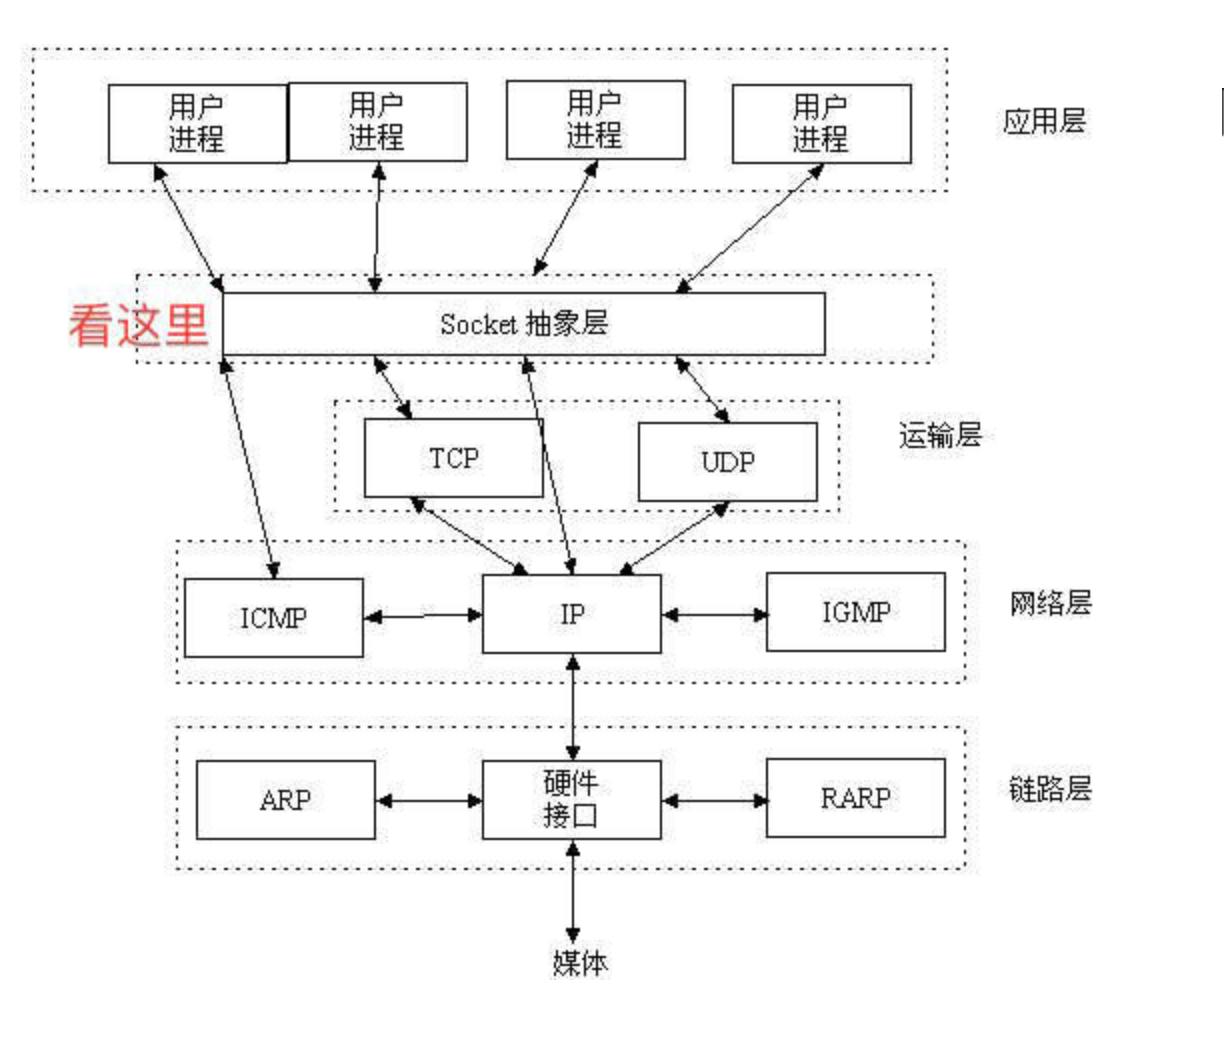 用户
进程
用户
进程
用户
进程
用户
进程
应用层
看这里
Socket 抽象层
TCP
UDP
运输层
ICMP
IP
IGMP
网络层
ARP
硬件
接口
RARP
链路层
媒体